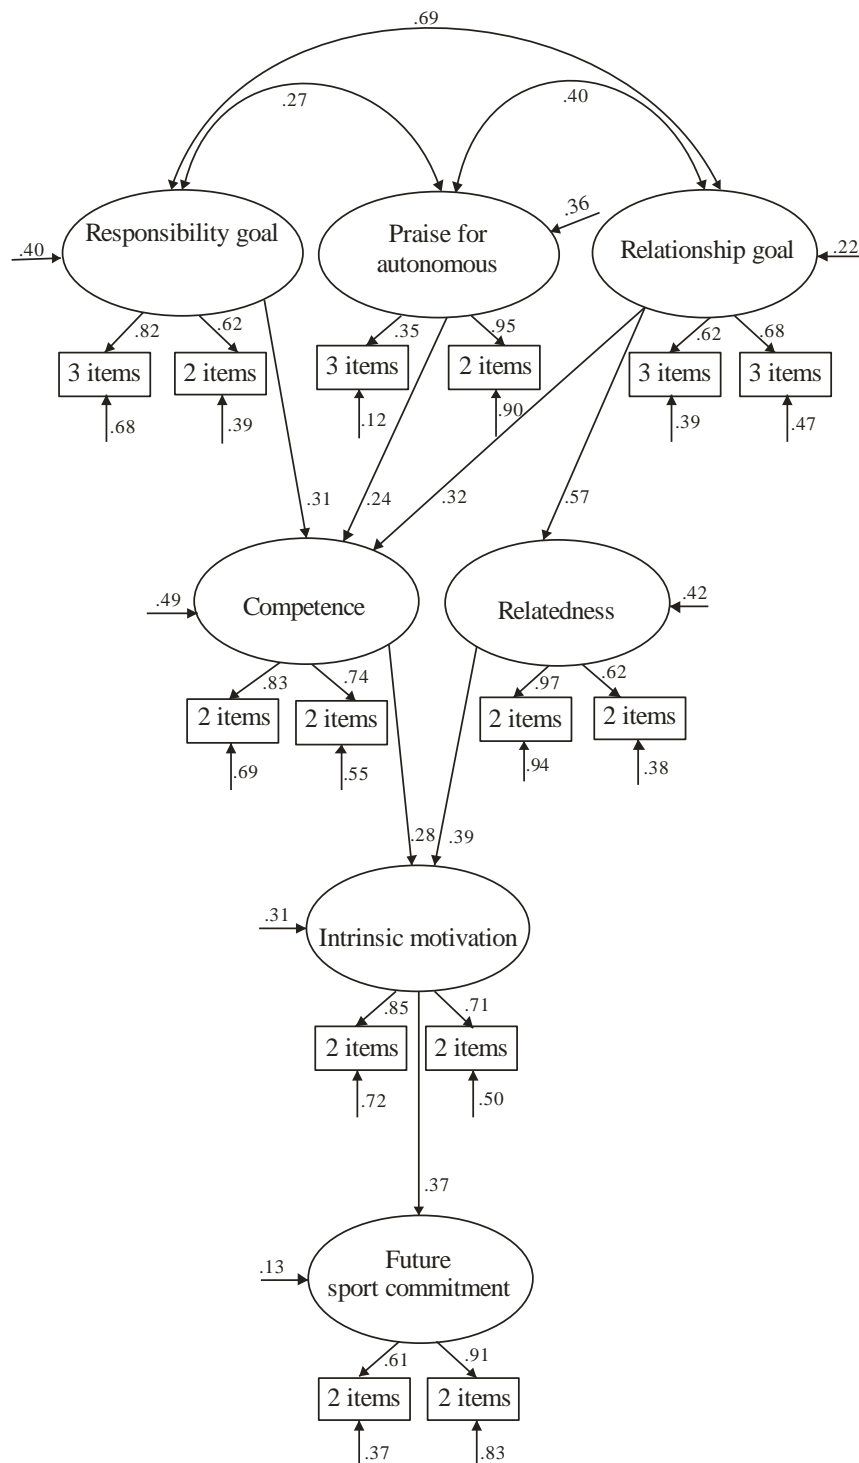 .69
.27
.40
.36
Responsibility goal
Praise for
autonomous
Relationship goal
.40
.22
.82
.62
.35
.95
.62
.68
3 items
2 items
3 items
2 items
3 items
3 items
.68
.39
.12
.90
.39
.47
.31
.24
.32
.57
.49
Competence
Relatedness
.42
.83
.74
.97
.62
2 items
2 items
2 items
2 items
.69
.55
.94
.38
.28
.39
.31
Intrinsic motivation
.85
.71
2 items
2 items
.72
.50
.37
.13
Future
sport commitment
.61
.91
2 items
2 items
.37
.83